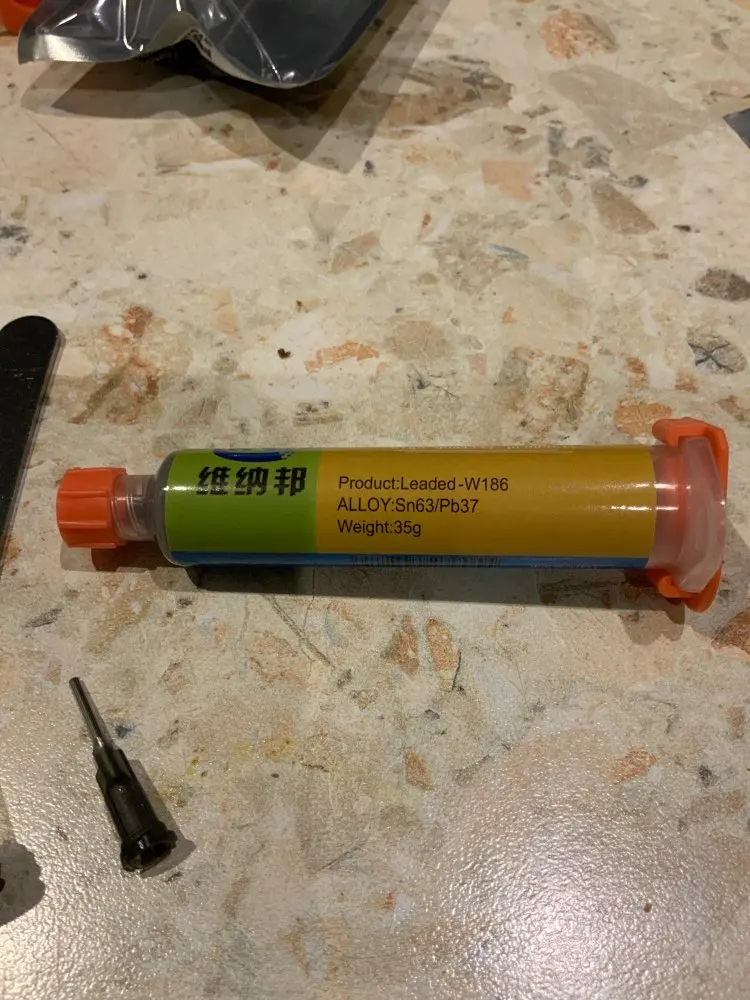 维纳邦
Product:Leaded-W186
ALLOY:Sn63/Pb37
Weight:35g